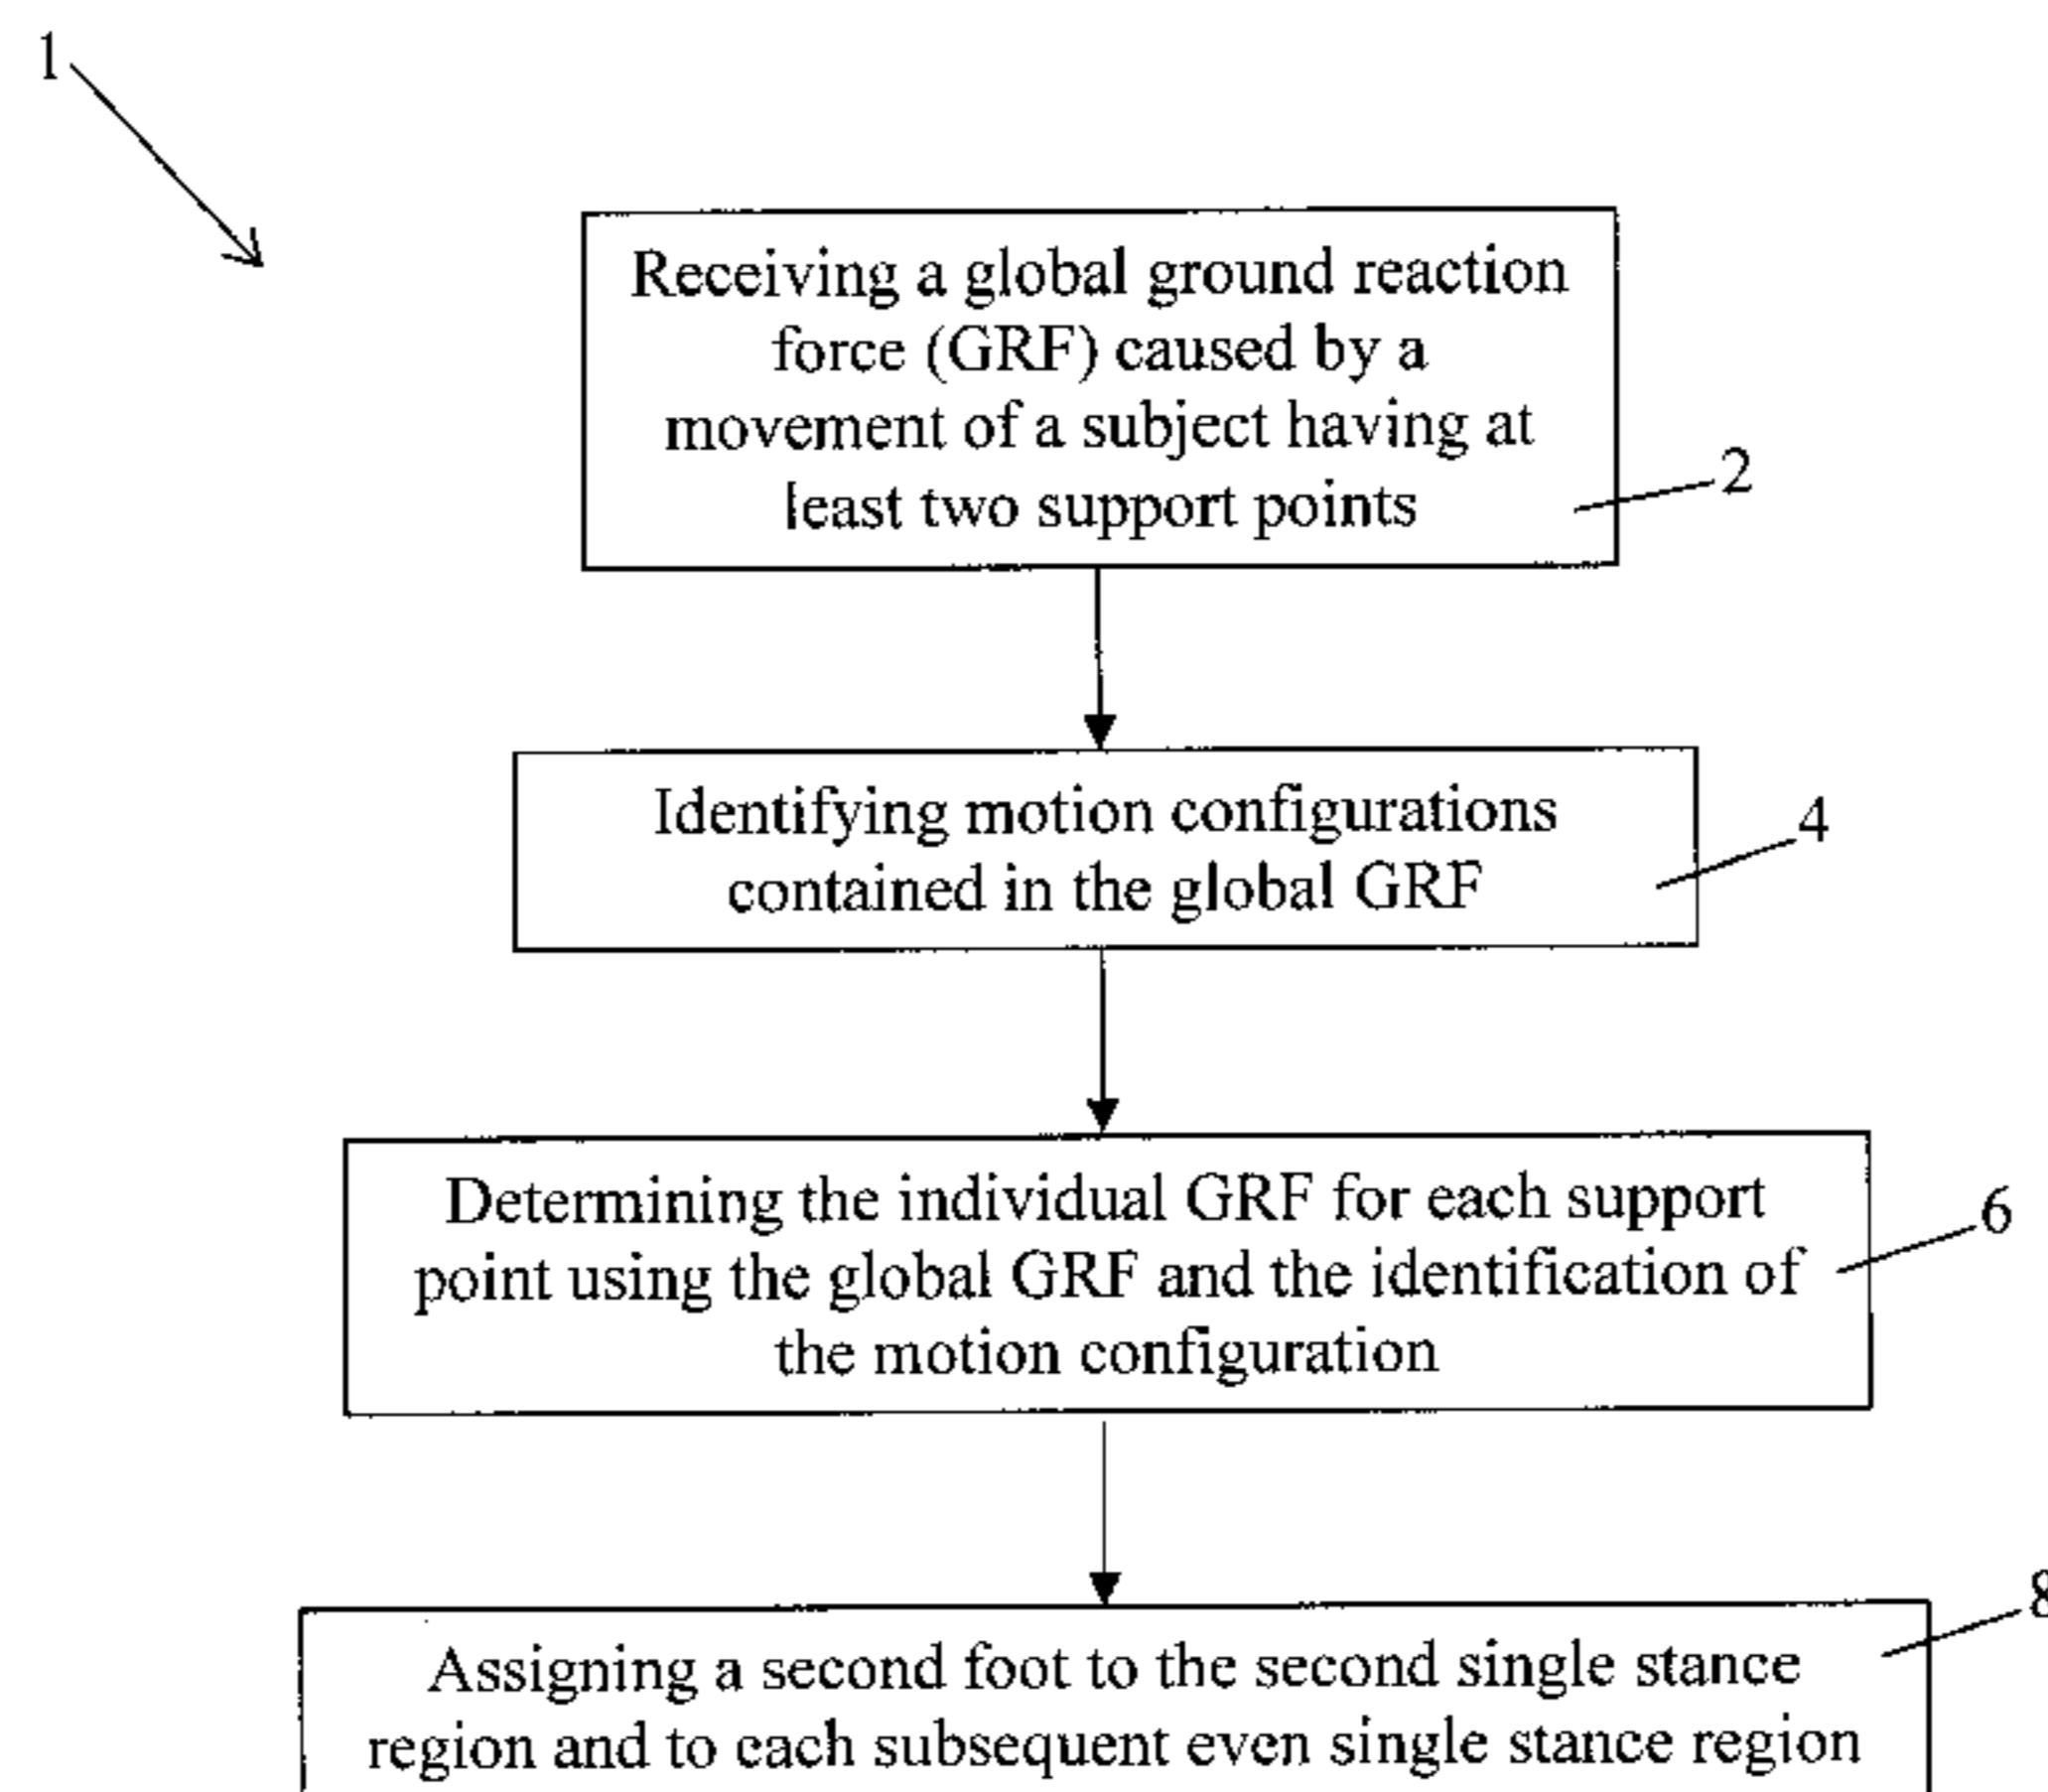 1
Receiving a global ground reaction
force (GRF) caused by a
movement of a subject having at
least two support points
2
Identifying motion configurations
contained in the global GRF
4
Determining the individual GRF for each support
point using the global GRF and the identification of
the motion configuration
6
8
Assigning a second foot to the second single stance
region and to each subsequent even single stance region